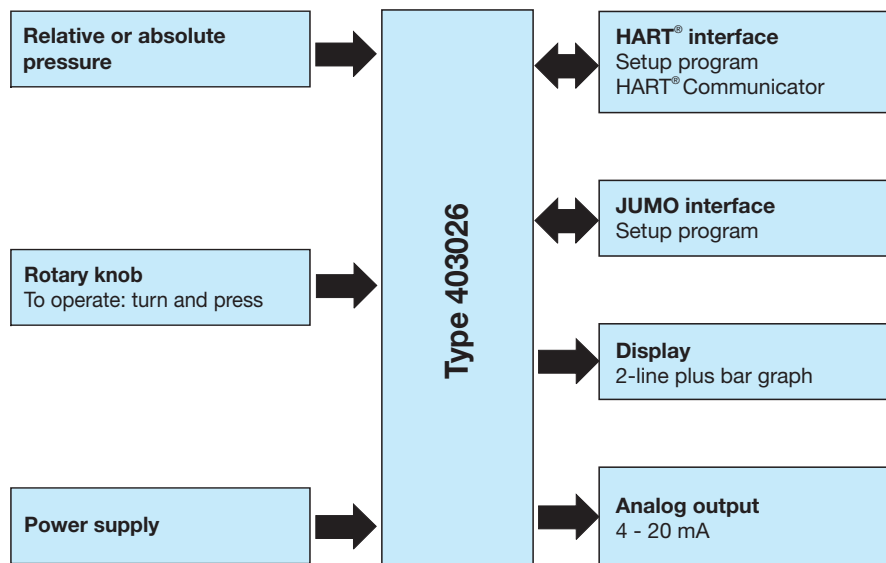 Relative or absolute
pressure
Rotary knob
To operate: turn and press
Power supply
Type 403026
HART® interface
Setup program
HART® Communicator
JUMO interface
Setup program
Display
2-line plus bar graph
Analog output
4 - 20 mA